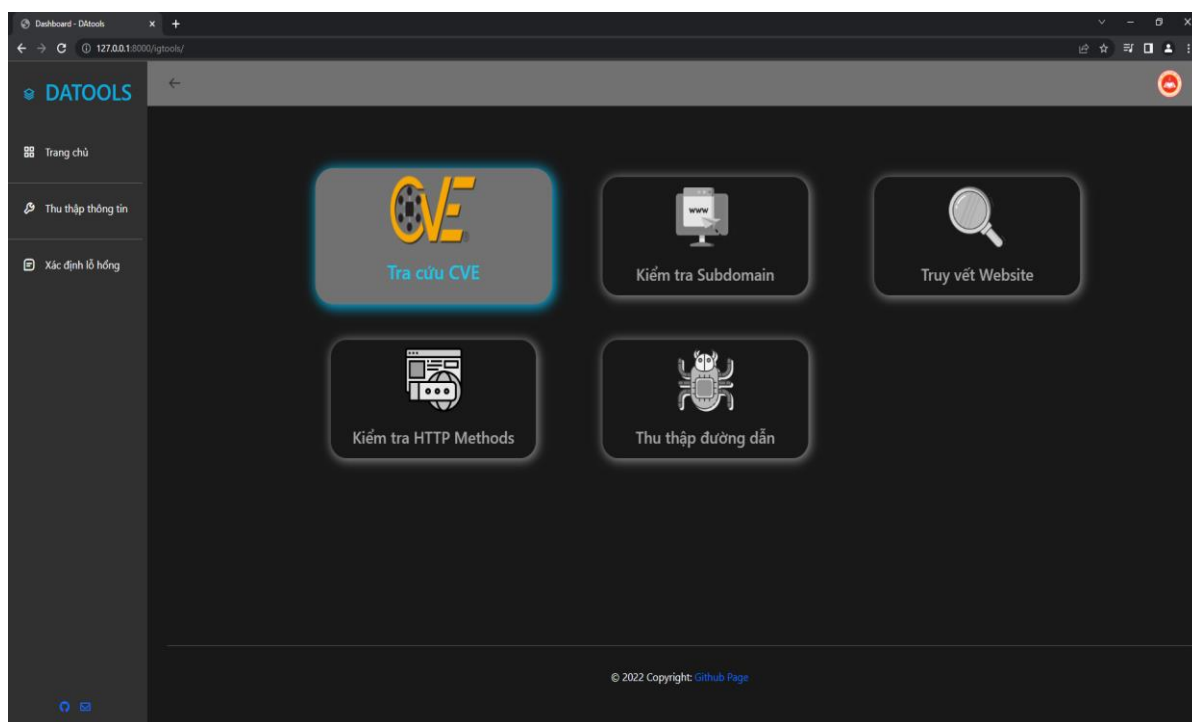 Dashboard - DAtools
127.0.0.1:8000/igtools/
DATOOLS
Trang chủ
Thu thập thông tin
Xác định lỗ hổng
CVE
Tra cứu CVE
www
Kiểm tra Subdomain
Truy vết Website
Kiểm tra HTTP Methods
Thu thập đường dẫn
© 2022 Copyright: Github Page